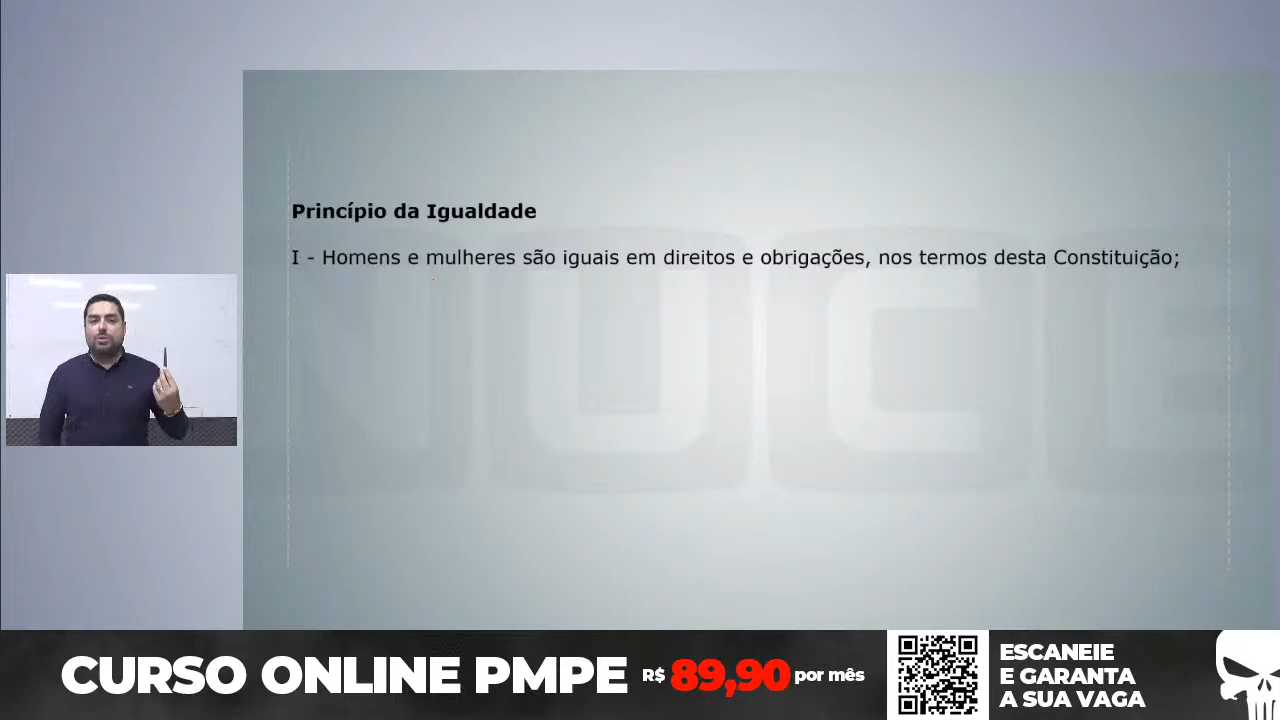 Princípio da Igualdade
I - Homens e mulheres são iguais em direitos e obrigações, nos termos desta Constituição;
NUCE
CURSO ONLINE PMPE R$ 89,90 por mês
ESCANEIE
E GARANTA
A SUA VAGA